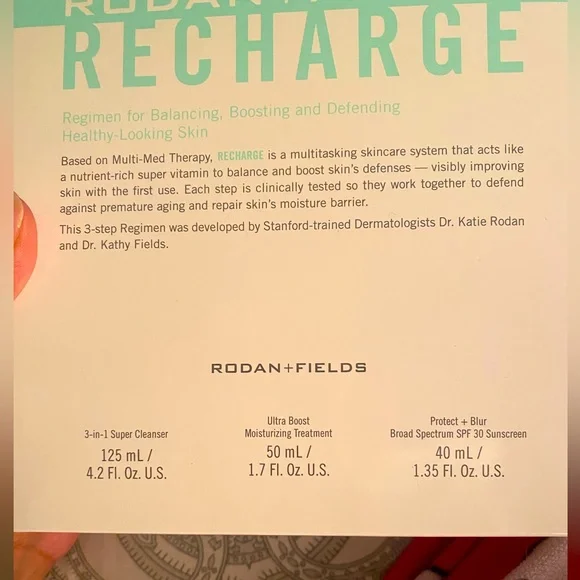 RODAN+FIELDS
RECHARGE
Regimen for Balancing, Boosting and Defending
Healthy-Looking Skin
Based on Multi-Med Therapy, RECHARGE is a multitasking skincare system that acts like
a nutrient-rich super vitamin to balance and boost skin's defenses — visibly improving
skin with the first use. Each step is clinically tested so they work together to defend
against premature aging and repair skin's moisture barrier.
This 3-step Regimen was developed by Stanford-trained Dermatologists Dr. Katie Rodan
and Dr. Kathy Fields.
RODAN+FIELDS
3-in-1 Super Cleanser
125 mL /
4.2 Fl. Oz. U.S.
Ultra Boost
Moisturizing Treatment
50 mL /
1.7 Fl. Oz. U.S.
Protect + Blur
Broad Spectrum SPF 30 Sunscreen
40 mL /
1.35 Fl. Oz. U.S.